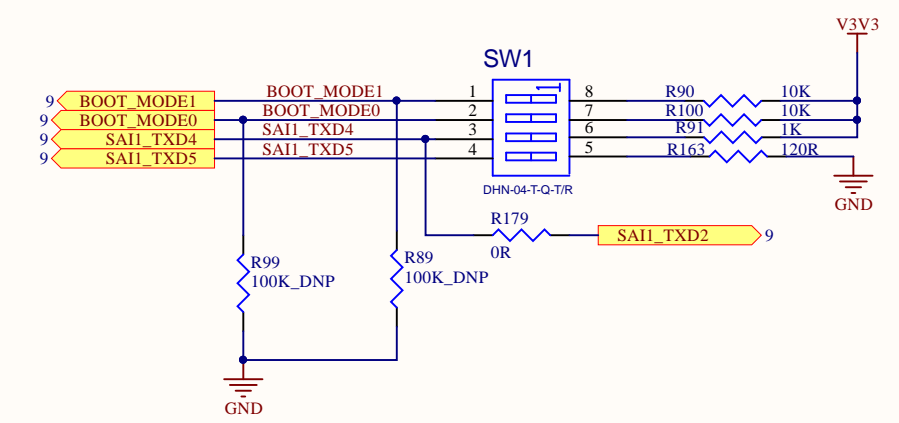 V3V3
SW1
9 BOOT_MODE1 BOOT_MODE1 1 8 R90 10K
9 BOOT_MODE0 BOOT_MODE0 2 7 R100 10K
9 SAI1_TXD4 SAI1_TXD4 3 6 R91 1K
9 SAI1_TXD5 SAI1_TXD5 4 5 R163 120R
1
DHN-04-T-Q-T/R
GND
R179
0R
SAI1_TXD2 9
R99
100K_DNP
R89
100K_DNP
GND